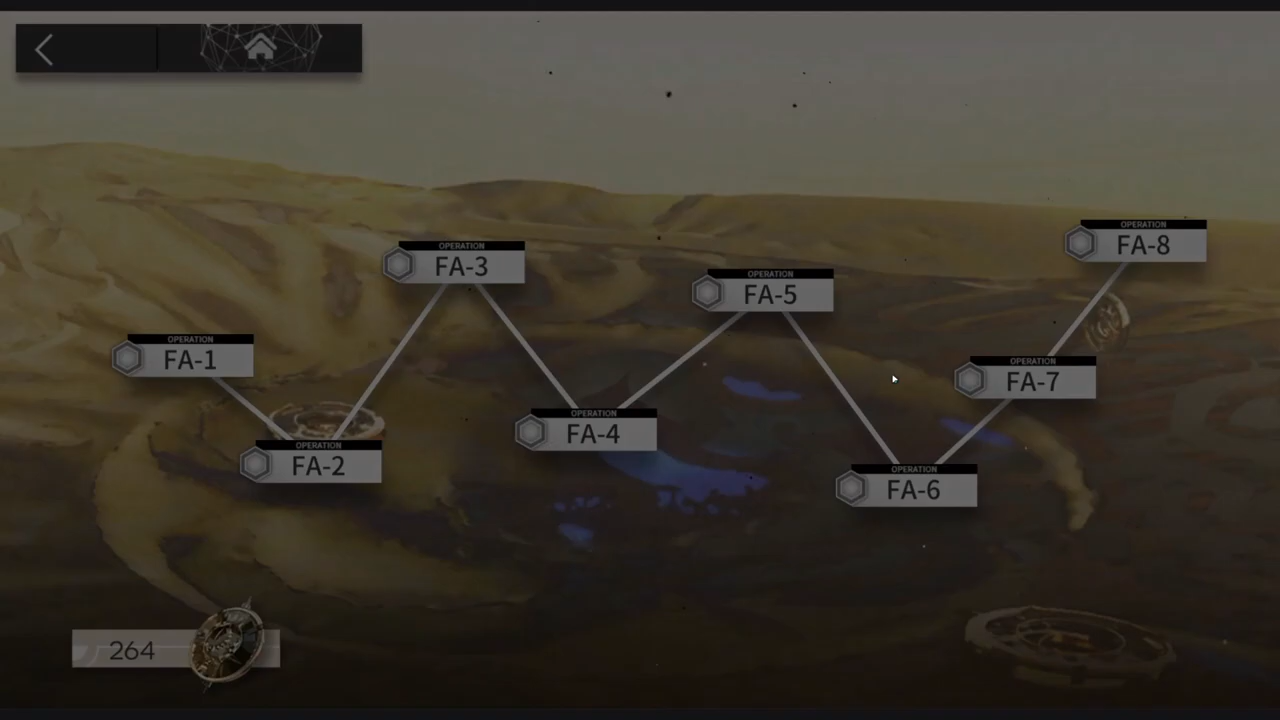 OPERATION
FA-8
OPERATION
FA-3
OPERATION
FA-5
OPERATION
FA-1
OPERATION
FA-7
OPERATION
FA-4
OPERATION
FA-2
OPERATION
FA-6
264